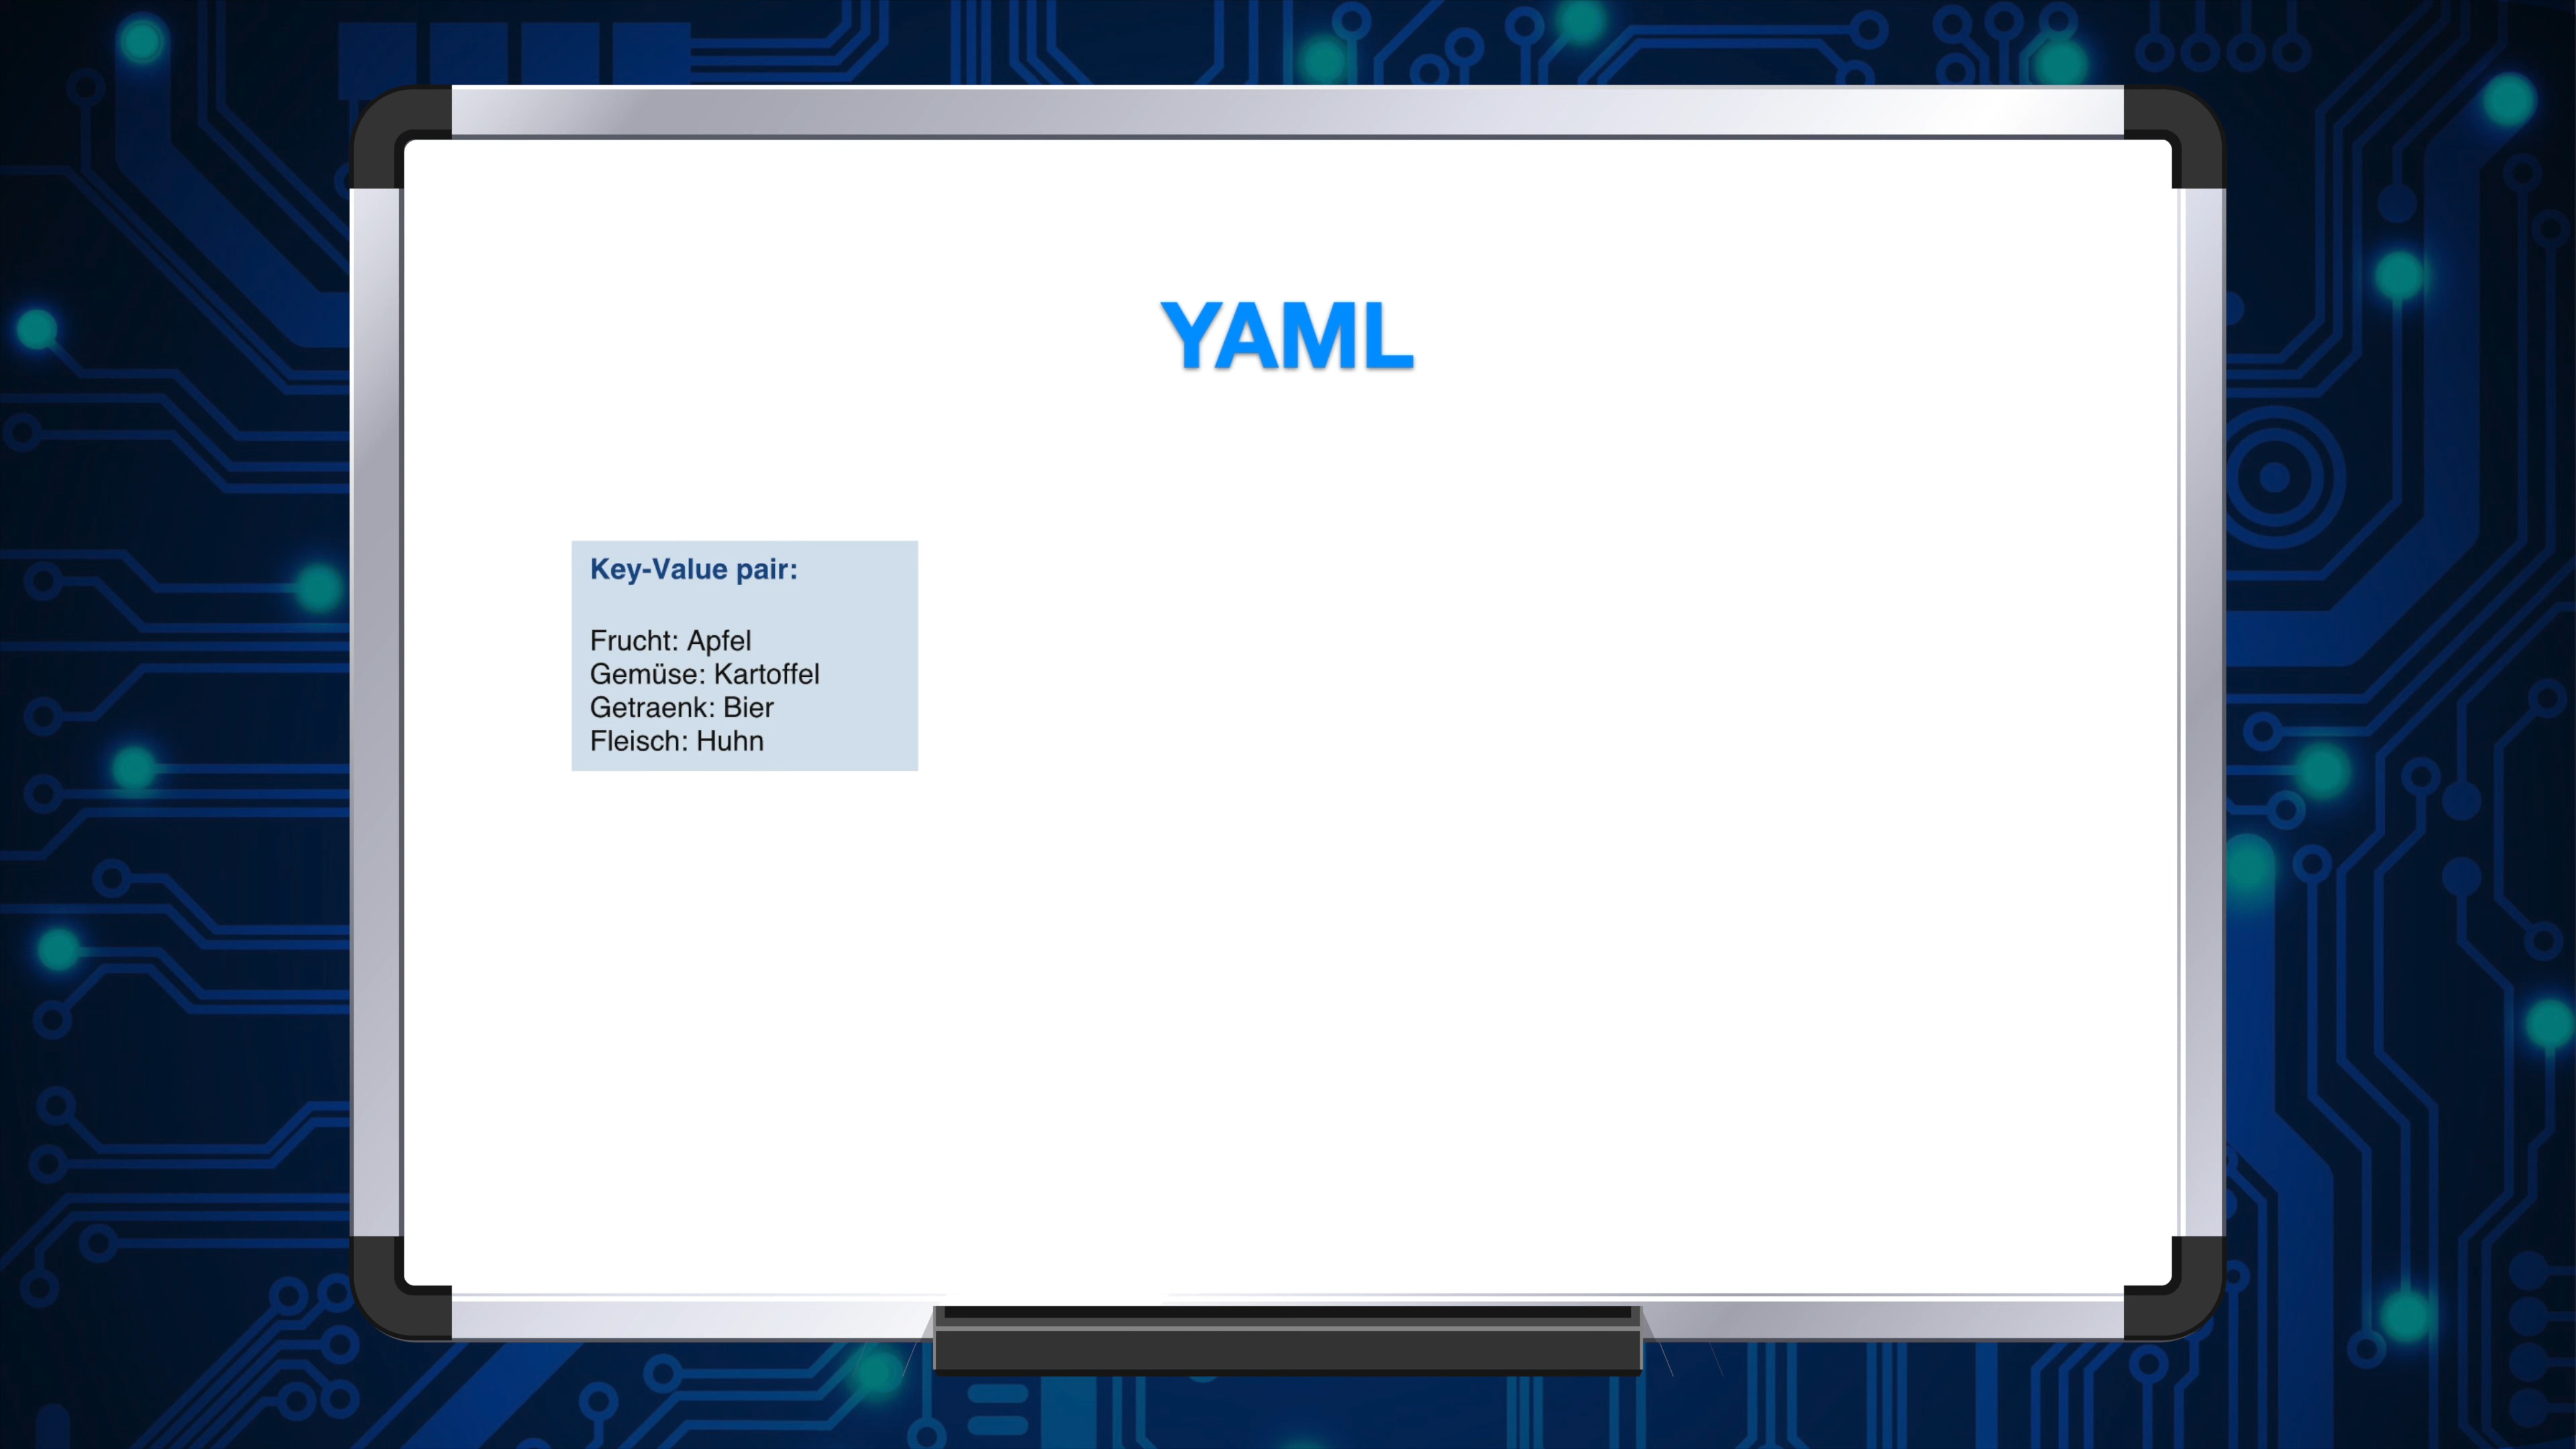 YAML
Key-Value pair:
Frucht: Apfel
Gemüse: Kartoffel
Getraenk: Bier
Fleisch: Huhn